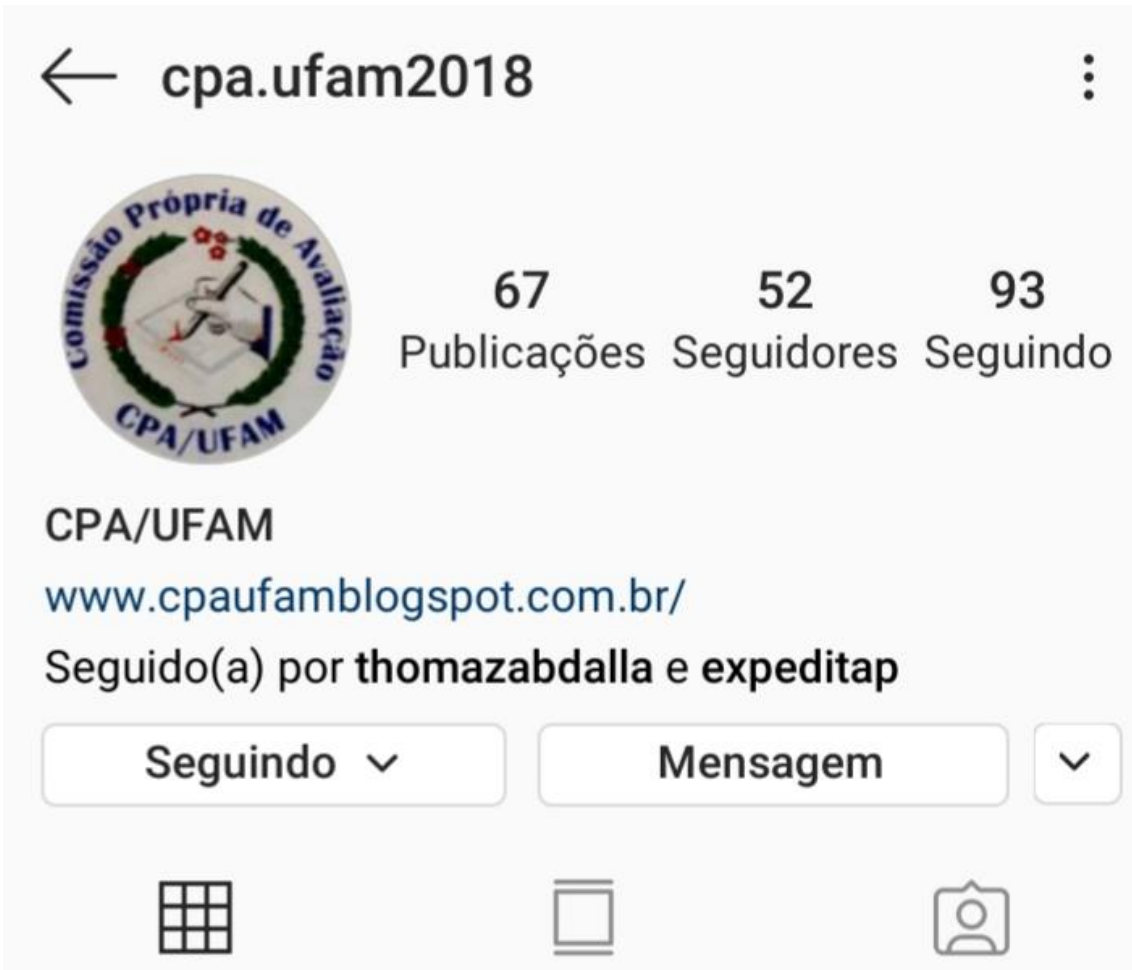 cpa.ufam2018
Comissão Própria de Avaliação
CPA/UFAM
67 52 93
Publicações Seguidores Seguindo
CPA/UFAM
www.cpaufamblogspot.com.br/
Seguido(a) por thomazabdalla e expeditap
Seguindo Mensagem